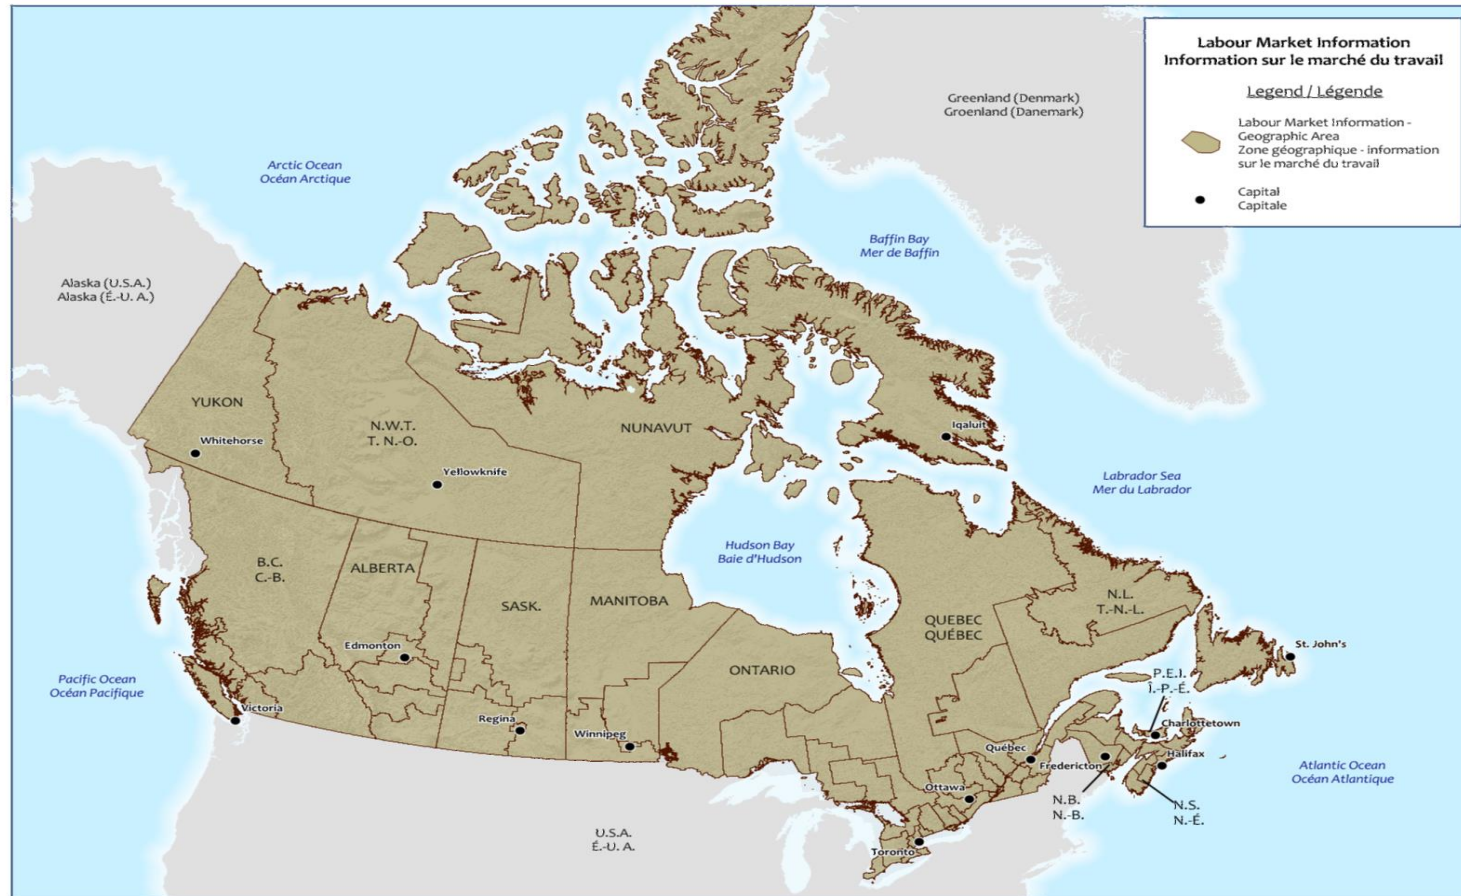 Labour Market Information
Information sur le marché du travail
Legend / Légende
Labour Market Information -
Geographic Area
Zone géographique - information
sur le marché du travail
Capital
Capitale
Greenland (Denmark)
Groenland (Danemark)
Arctic Ocean
Océan Arctique
Baffin Bay
Mer de Baffin
Alaska (U.S.A.)
Alaska (É.-U. A.)
YUKON
Whitehorse
N.W.T.
T. N.-O.
Yellowknife
NUNAVUT
Iqaluit
Labrador Sea
Mer du Labrador
Hudson Bay
Baie d'Hudson
B.C.
C.-B.
ALBERTA
SASK.
MANITOBA
ONTARIO
QUEBEC
QUÉBEC
N.L.
T.-N.-L.
Edmonton
St. John's
Pacific Ocean
Océan Pacifique
P.E.I.
Î.-P.-É.
Victoria
Regina
Winnipeg
Charlottetown
Québec
Fredericton
Halifax
Ottawa
Atlantic Ocean
Océan Atlantique
N.B.
N.-B.
N.S.
N.-É.
U.S.A.
É.-U. A.
Toronto